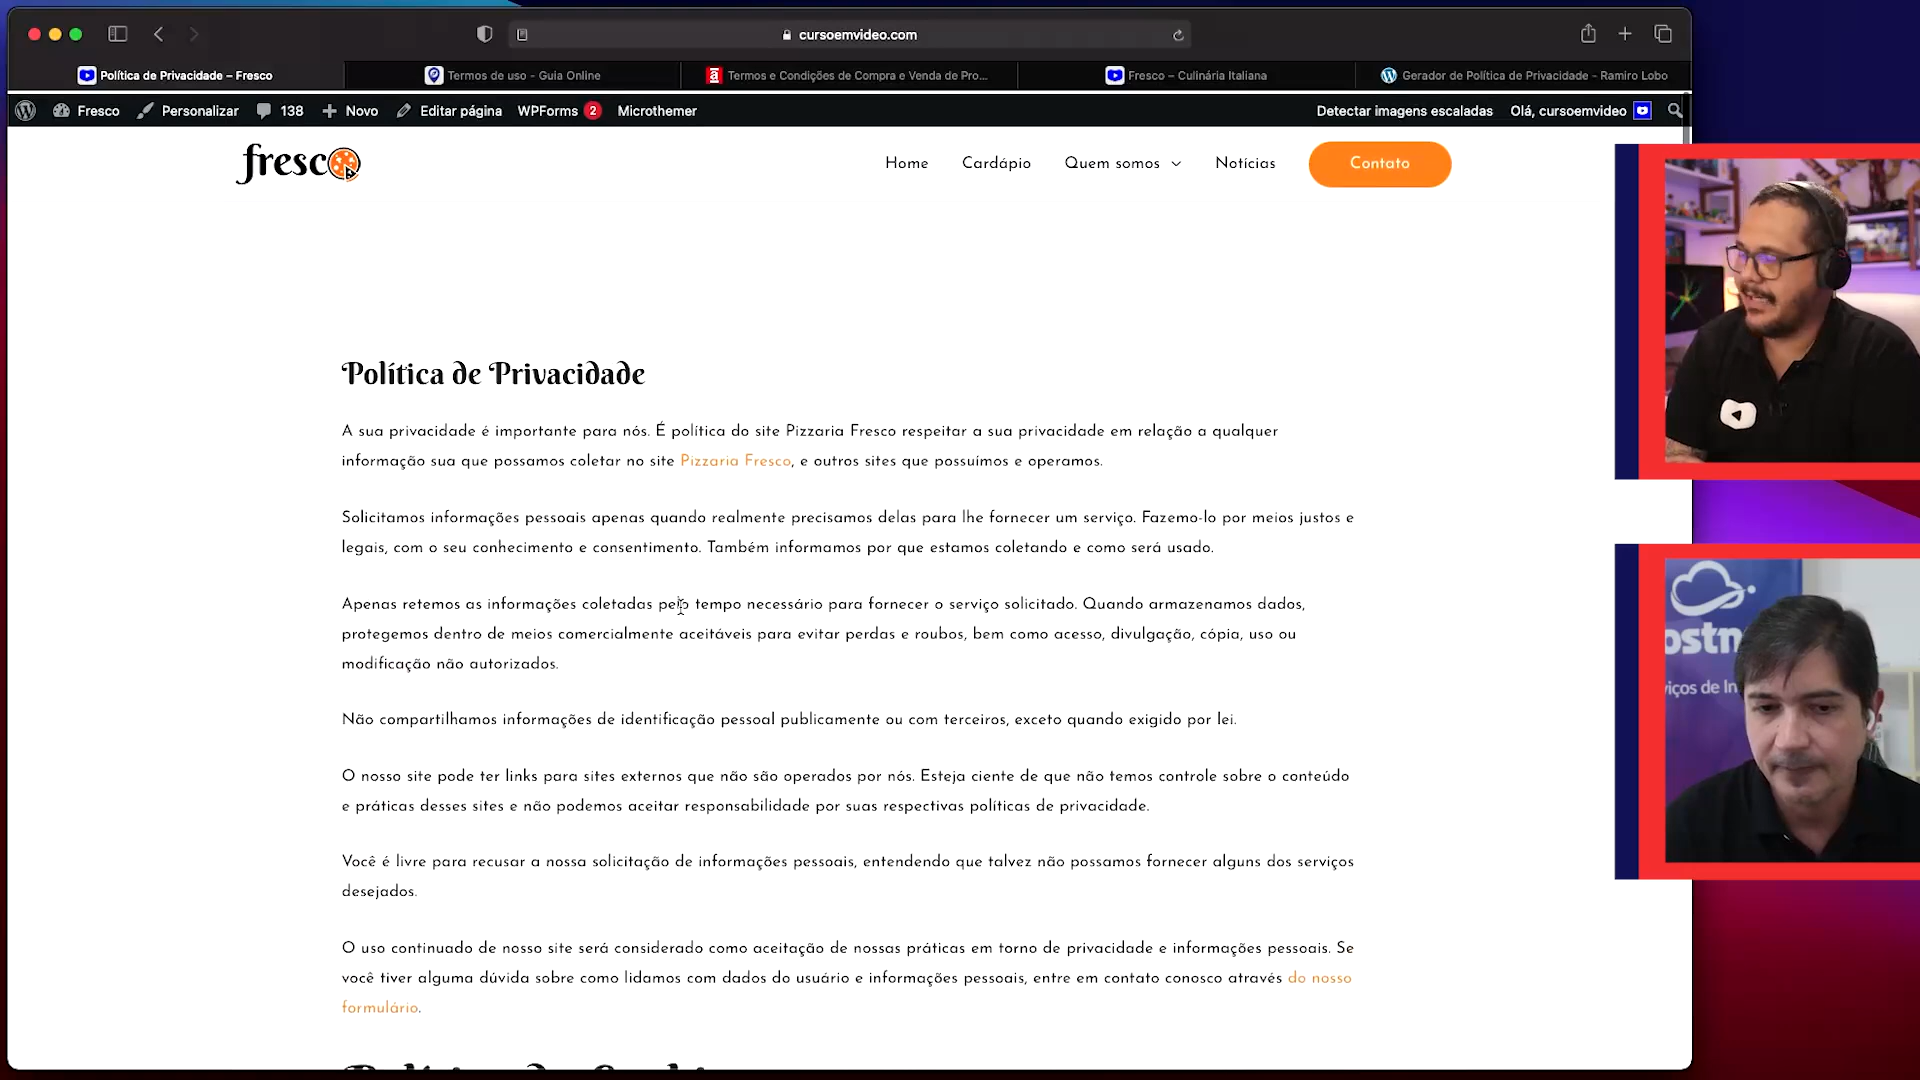 cursoemvideo.com
Política de Privacidade – Fresco
Termos de uso - Guia Online
Termos e Condições de Compra e Venda de Pro...
Fresco – Culinária Italiana
Gerador de Política de Privacidade - Ramiro Lobo
Fresco
Personalizar
138
Novo
Editar página
WPForms 2
Microthemer
Detectar imagens escaladas
Olá, cursoemvideo
fresco
Home
Cardápio
Quem somos
Notícias
Contato
Política de Privacidade
A sua privacidade é importante para nós. É política do site Pizzaria Fresco respeitar a sua privacidade em relação a qualquer
informação sua que possamos coletar no site Pizzaria Fresco, e outros sites que possuímos e operamos.
Solicitamos informações pessoais apenas quando realmente precisamos delas para lhe fornecer um serviço. Fazemo-lo por meios justos e
legais, com o seu conhecimento e consentimento. Também informamos por que estamos coletando e como será usado.
Apenas retemos as informações coletadas pelo tempo necessário para fornecer o serviço solicitado. Quando armazenamos dados,
protegemos dentro de meios comercialmente aceitáveis para evitar perdas e roubos, bem como acesso, divulgação, cópia, uso ou
modificação não autorizados.
Não compartilhamos informações de identificação pessoal publicamente ou com terceiros, exceto quando exigido por lei.
O nosso site pode ter links para sites externos que não são operados por nós. Esteja ciente de que não temos controle sobre o conteúdo
e práticas desses sites e não podemos aceitar responsabilidade por suas respectivas políticas de privacidade.
Você é livre para recusar a nossa solicitação de informações pessoais, entendendo que talvez não possamos fornecer alguns dos serviços
desejados.
O uso continuado de nosso site será considerado como aceitação de nossas práticas em torno de privacidade e informações pessoais. Se
você tiver alguma dúvida sobre como lidamos com dados do usuário e informações pessoais, entre em contato conosco através do nosso
formulário.
ostn
iços de In